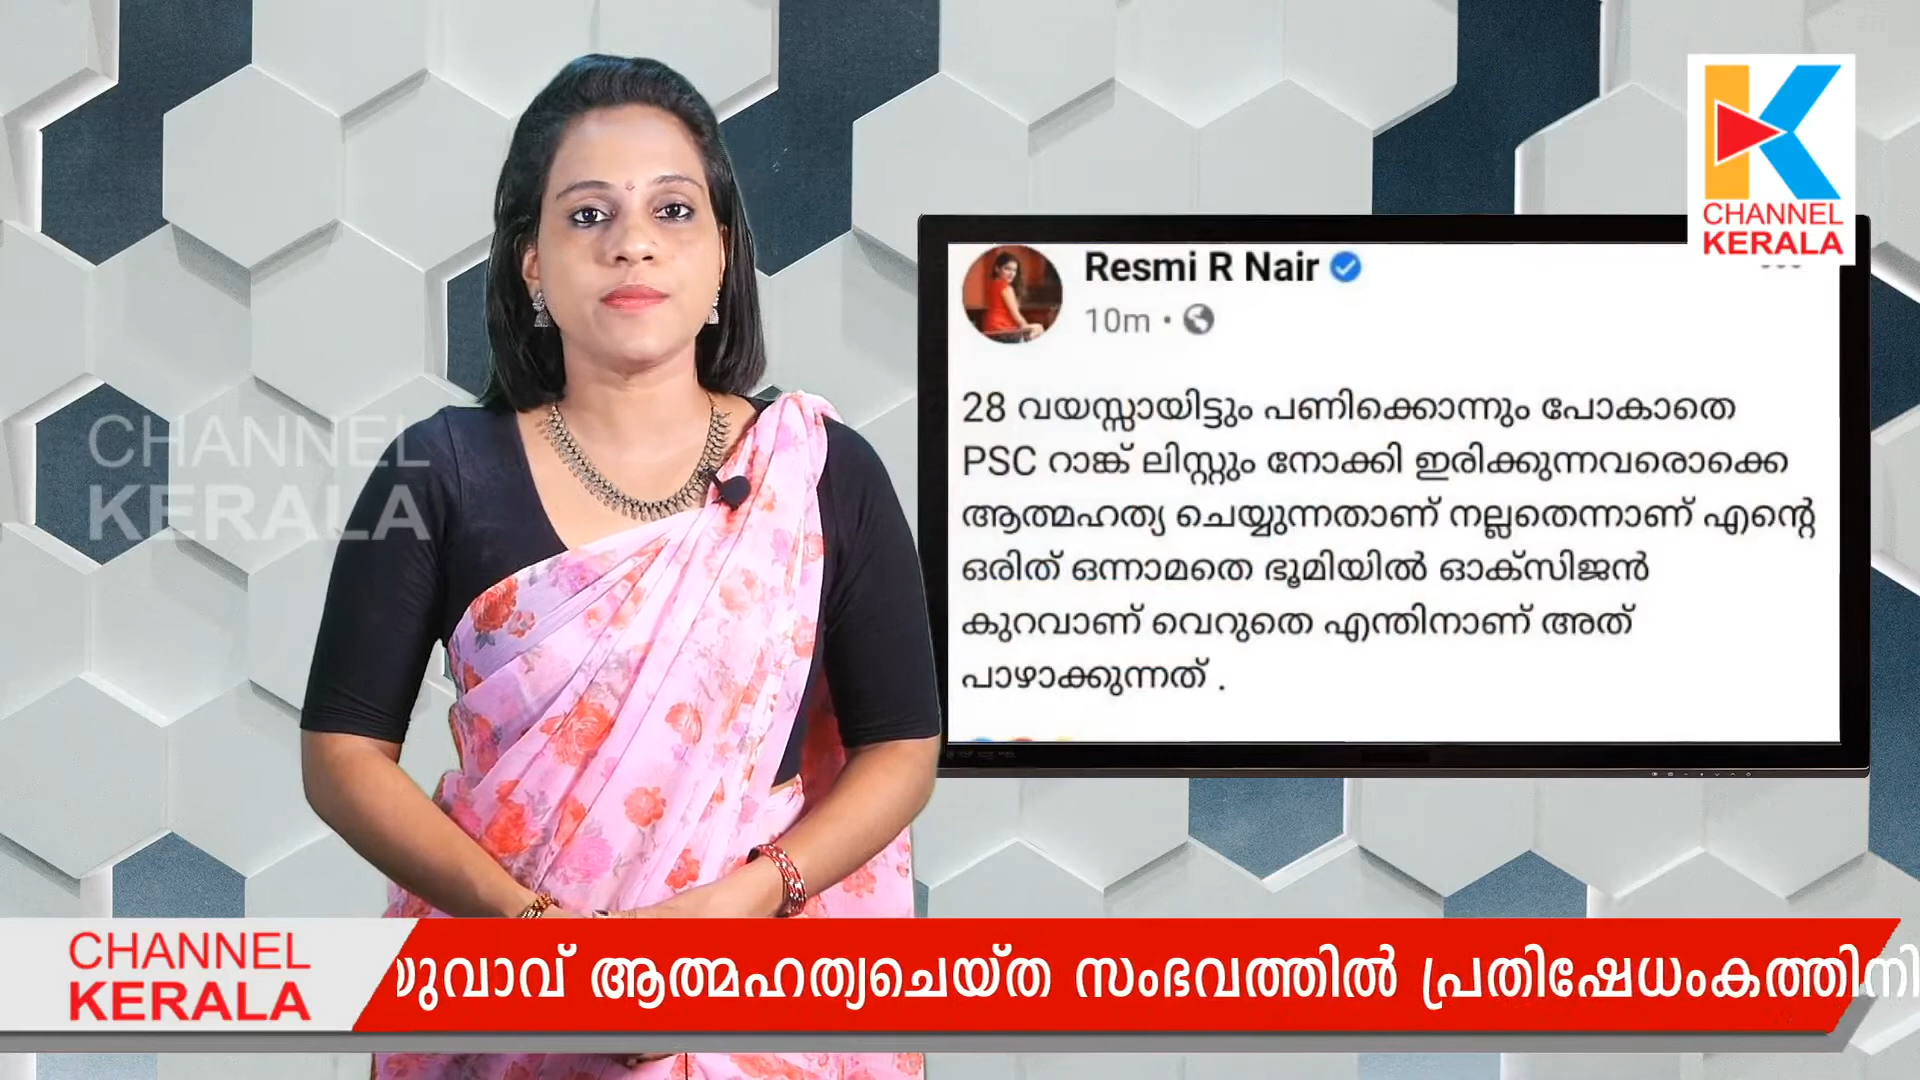 CHANNEL
KERALA
Resmi R Nair
10m
28 വയസ്സായിട്ടും പണിക്കൊന്നും പോകാതെ
PSC റാങ്ക് ലിസ്റ്റും നോക്കി ഇരിക്കുന്നവരൊക്കെ
ആത്മഹത്യ ചെയ്യുന്നതാണ് നല്ലതെന്നാണ് എന്റെ
ഒരിത് ഒന്നാമതെ ഭൂമിയിൽ ഓക്സിജൻ
കുറവാണ് വെറുതെ എന്തിനാണ് അത്
പാഴാക്കുന്നത് .
CHANNEL
KERALA
CHANNEL
KERALA
യുവാവ് ആത്മഹത്യചെയ്ത സംഭവത്തിൽ പ്രതിഷേധംകത്തിനി